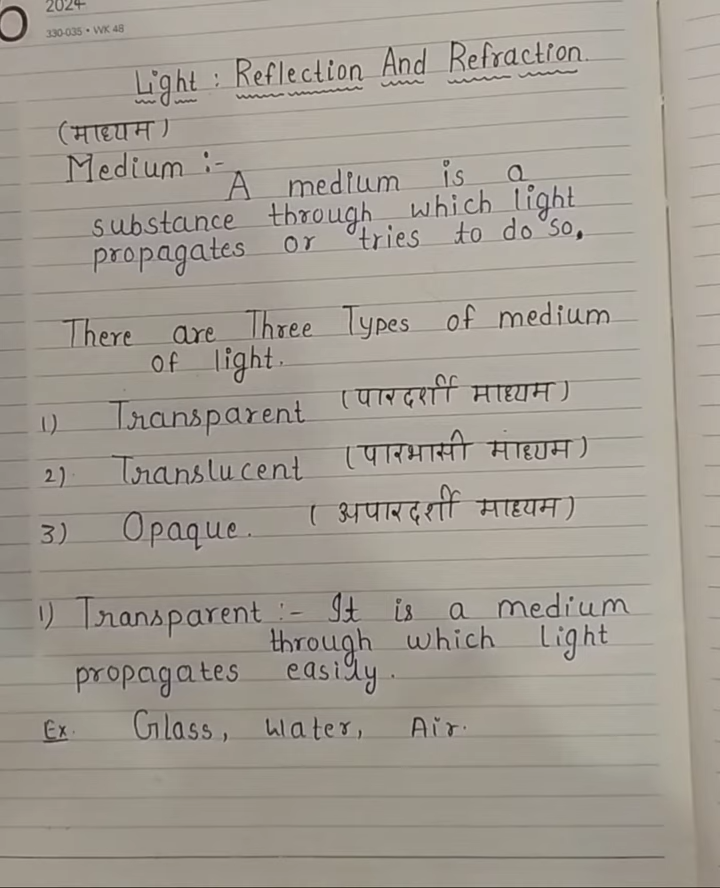 2024
330-035 • WK 48
Light : Reflection And Refraction.
(माध्यम)
Medium :-
A medium is a
substance through which light
propagates or tries to do so.
There are Three Types of medium
of light.
1) Transparent (पारदर्शी माध्यम)
2) Translucent (पारभासी माध्यम)
3) Opaque. (अपारदर्शी माध्यम)
1) Transparent :- It is a medium
through which light
propagates easily.
Ex. Glass, Water, Air.